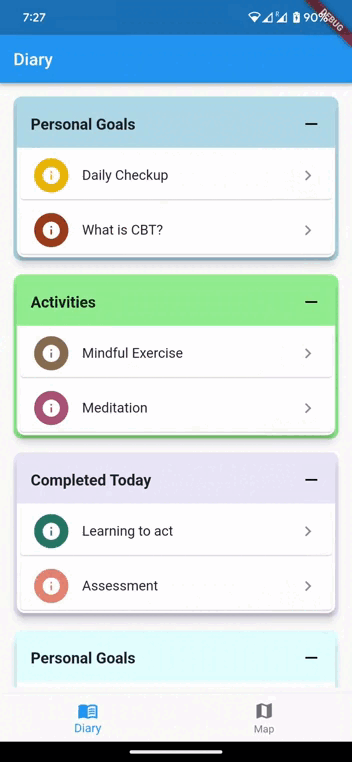 7:27
90%
DEBUG
Diary
Personal Goals
Daily Checkup
What is CBT?
Activities
Mindful Exercise
Meditation
Completed Today
Learning to act
Assessment
Personal Goals
Diary
Map